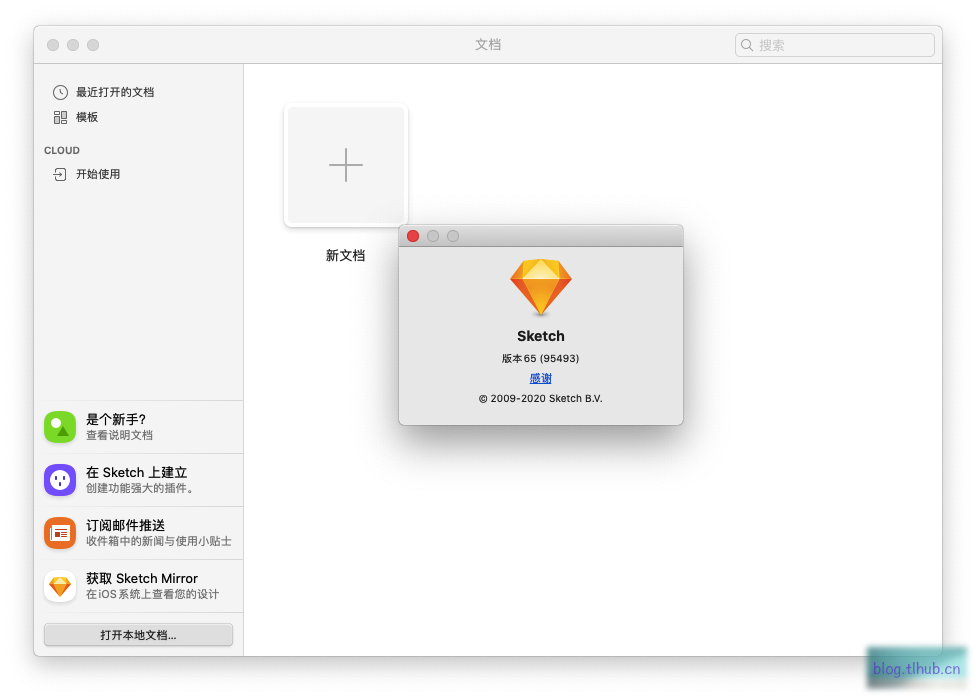 文档
搜索
最近打开的文档
模板
CLOUD
开始使用
新文档
Sketch
版本 65 (95493)
感谢
© 2009-2020 Sketch B.V.
是个新手?
查看说明文档
在 Sketch 上建立
创建功能强大的插件。
订阅邮件推送
收件箱中的新闻与使用小贴士
获取 Sketch Mirror
在 iOS 系统上查看您的设计
打开本地文档...
blog.tlhub.cn